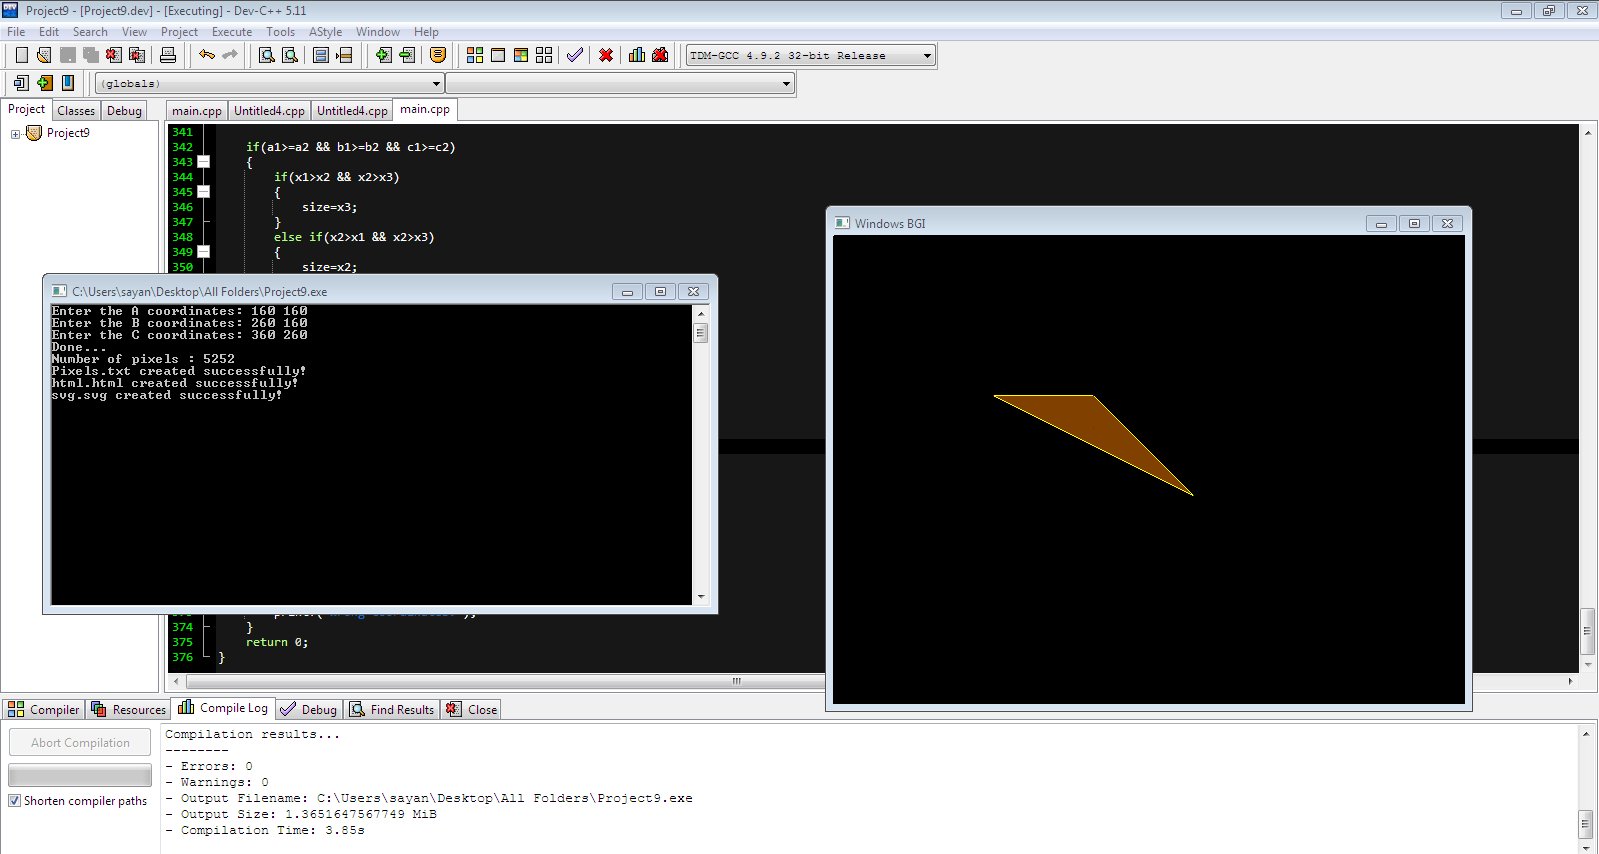 Project9 - [Project9.dev] - [Executing] - Dev-C++ 5.11
File Edit Search View Project Execute Tools AStyle Window Help
TDM-GCC 4.9.2 32-bit Release
(globals)
Project Classes Debug
main.cpp Untitled4.cpp Untitled4.cpp main.cpp
Project9
341
342 if(a1>=a2 && b1>=b2 && c1>=c2)
343 {
344 if(x1>x2 && x2>x3)
345 {
346 size=x3;
347 }
348 else if(x2>x1 && x2>x3)
349 {
350 size=x2;
C:\Users\sayan\Desktop\All Folders\Project9.exe
Enter the A coordinates: 160 160
Enter the B coordinates: 260 160
Enter the C coordinates: 360 260
Done...
Number of pixels : 5252
Pixels.txt created successfully!
html.html created successfully!
svg.svg created successfully!
Windows BGI
374 }
375 return 0;
376 }
Compiler Resources Compile Log Debug Find Results Close
Abort Compilation
Shorten compiler paths
Compilation results...
--------
- Errors: 0
- Warnings: 0
- Output Filename: C:\Users\sayan\Desktop\All Folders\Project9.exe
- Output Size: 1.3651647567749 MiB
- Compilation Time: 3.85s